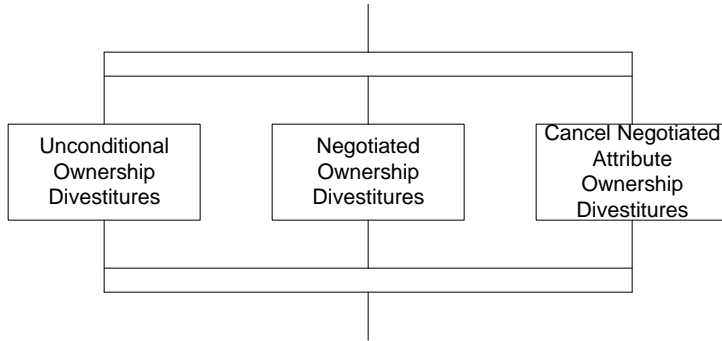 Unconditional
Ownership
Divestitures
Negotiated
Ownership
Divestitures
Cancel Negotiated
Attribute
Ownership
Divestitures